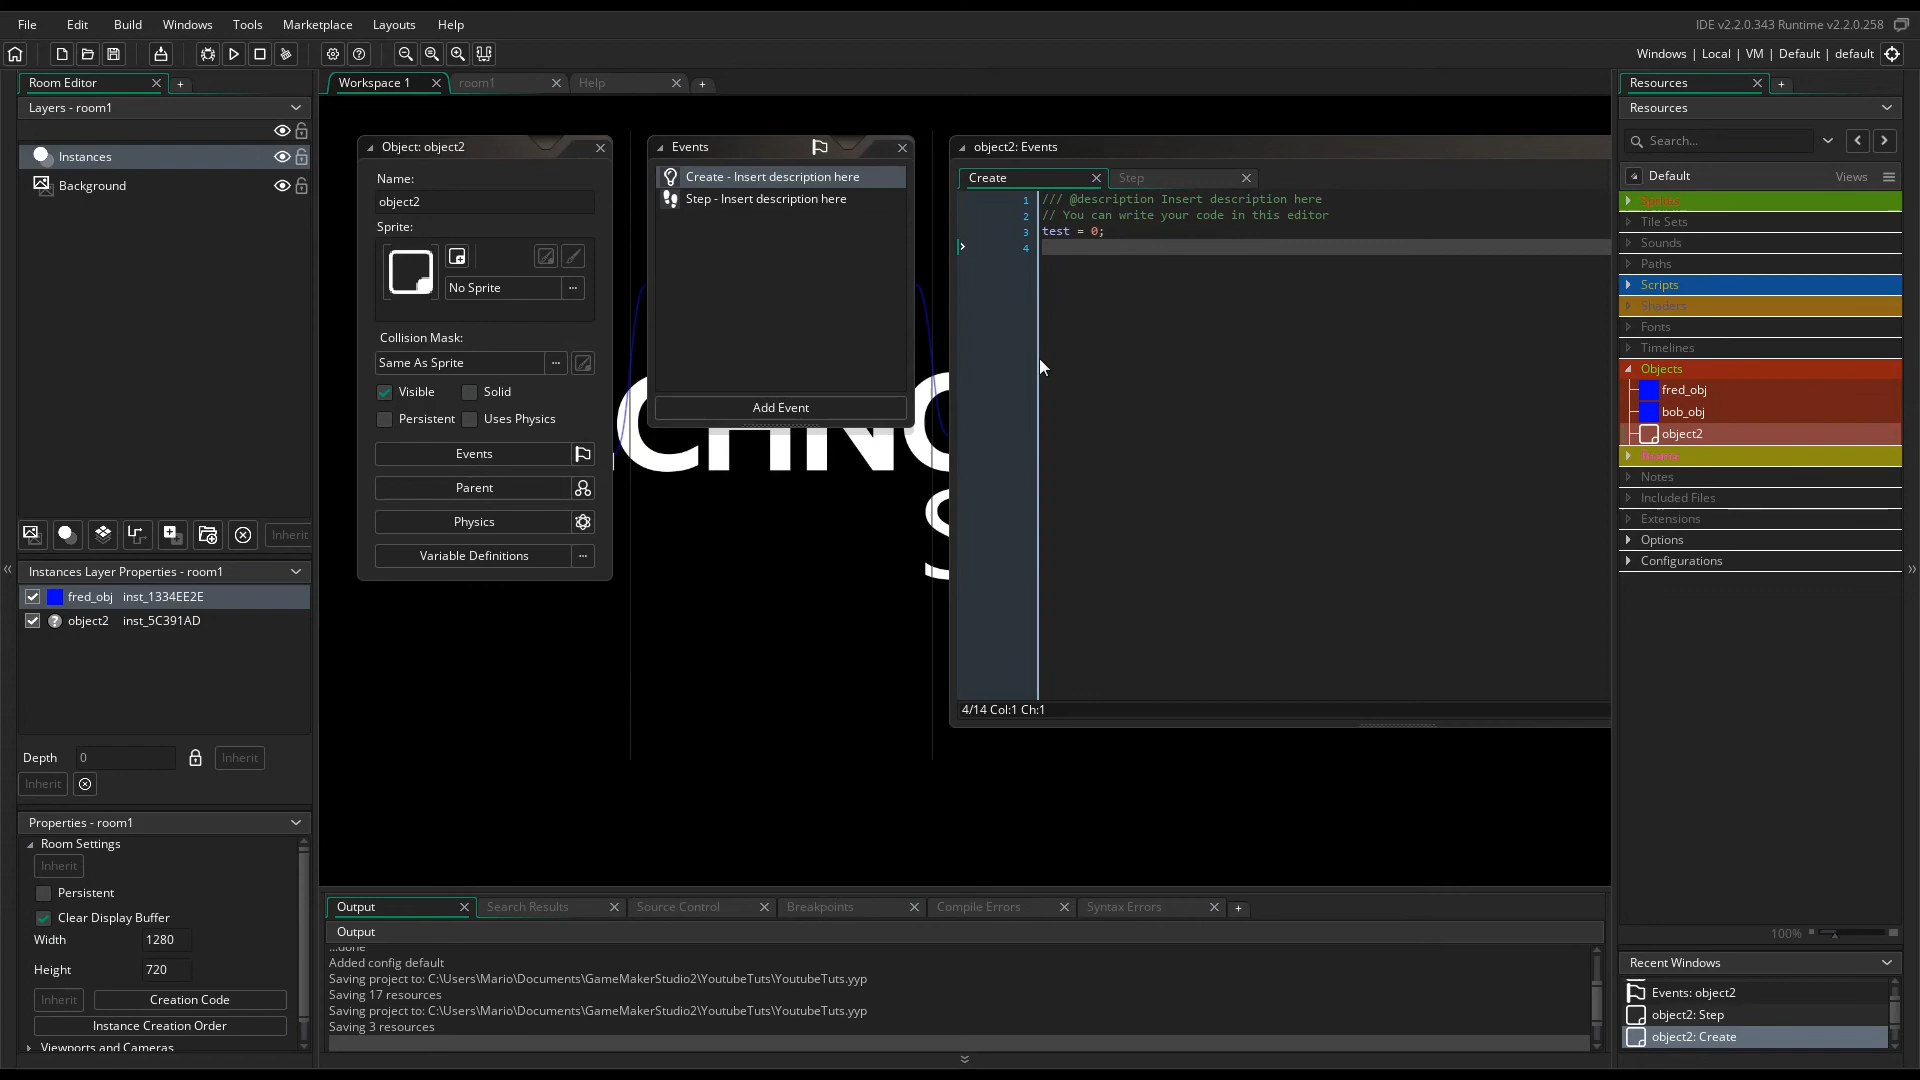 File Edit Build Windows Tools Marketplace Layouts Help
IDE v2.2.0.343 Runtime v2.2.0.258
Windows | Local | VM | Default | default
Room Editor
Layers - room1
Instances
Background
Inherit
Instances Layer Properties - room1
fred_obj inst_1334EE2E
object2 inst_5C391AD
Depth 0 Inherit
Inherit
Properties - room1
Room Settings
Inherit
Persistent
Clear Display Buffer
Width 1280
Height 720
Inherit Creation Code
Instance Creation Order
Viewports and Cameras
Workspace 1 room1 Help
Object: object2
Name:
object2
Sprite:
No Sprite
Collision Mask:
Same As Sprite
Visible Solid
Persistent Uses Physics
Events
Parent
Physics
Variable Definitions
Events
Create - Insert description here
Step - Insert description here
Add Event
CHNO
S
object2: Events
Create Step
1 /// @description Insert description here
2 // You can write your code in this editor
3 test = 0;
4
4/14 Col:1 Ch:1
Output Search Results Source Control Breakpoints Compile Errors Syntax Errors
Output
...done
Added config default
Saving project to: C:\Users\Mario\Documents\GameMakerStudio2\YoutubeTuts\YoutubeTuts.yyp
Saving 17 resources
Saving project to: C:\Users\Mario\Documents\GameMakerStudio2\YoutubeTuts\YoutubeTuts.yyp
Saving 3 resources
Resources
Resources
Search...
Default Views
Sprites
Tile Sets
Sounds
Paths
Scripts
Shaders
Fonts
Timelines
Objects
fred_obj
bob_obj
object2
Rooms
Notes
Included Files
Extensions
Options
Configurations
100%
Recent Windows
Events: object2
object2: Step
object2: Create